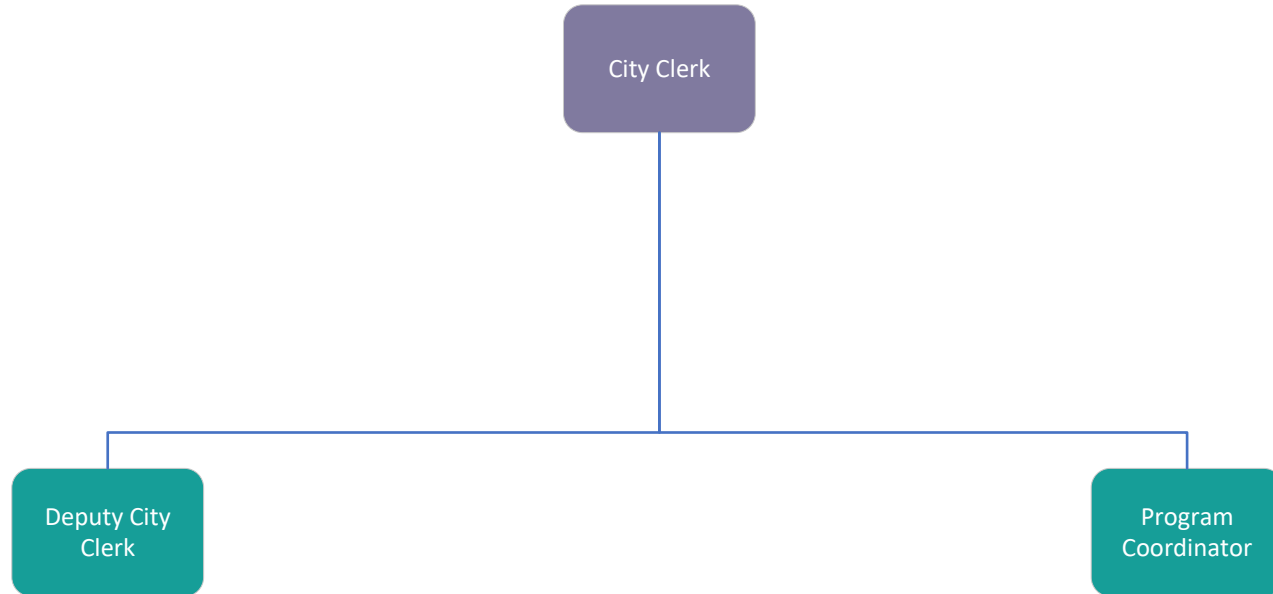 City Clerk
Deputy City
Clerk
Program
Coordinator